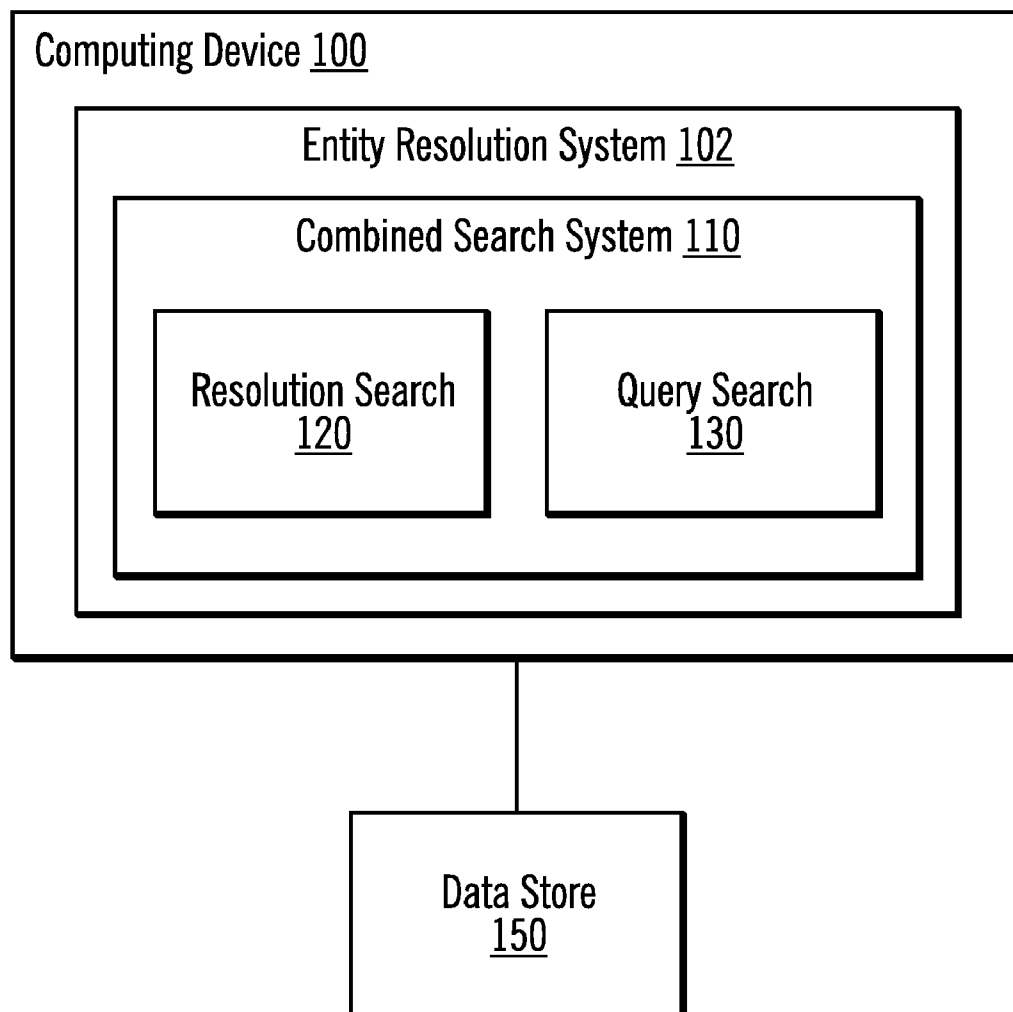 Computing Device 100
Entity Resolution System 102
Combined Search System 110
Resolution Search
120
Query Search
130
Data Store
150